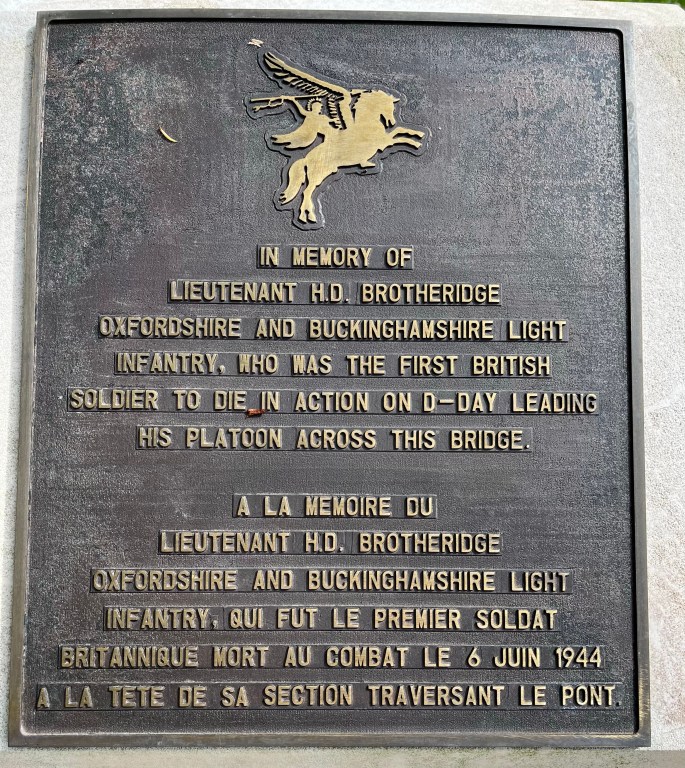 IN MEMORY OF
LIEUTENANT H.D. BROTHERIDGE
OXFORDSHIRE AND BUCKINGHAMSHIRE LIGHT
INFANTRY, WHO WAS THE FIRST BRITISH
SOLDIER TO DIE IN ACTION ON D-DAY LEADING
HIS PLATOON ACROSS THIS BRIDGE.
A LA MEMOIRE DU
LIEUTENANT H.D. BROTHERIDGE
OXFORDSHIRE AND BUCKINGHAMSHIRE LIGHT
INFANTRY, QUI FUT LE PREMIER SOLDAT
BRITANNIQUE MORT AU COMBAT LE 6 JUIN 1944
A LA TETE DE SA SECTION TRAVERSANT LE PONT.